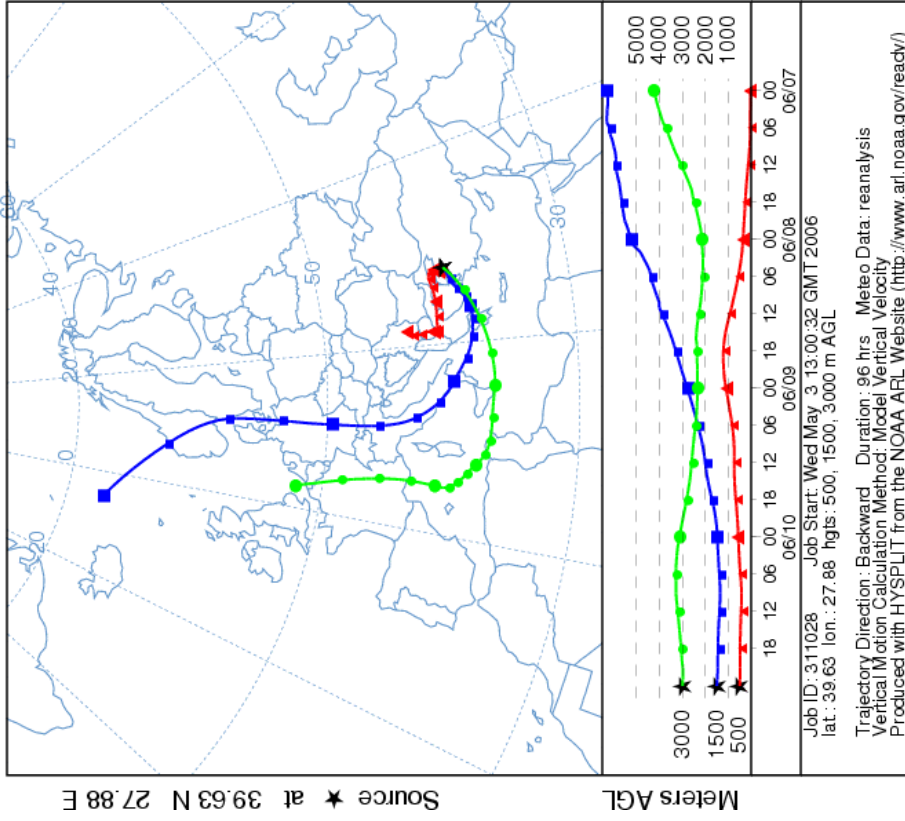 Source ★ at 39.63 N 27.88 E
60
40
20
0
20
50
30
Meters AGL
5000
4000
3000
2000
1000
3000
1500
500
18 12 06 00 18 12 06 00 18 12 06 00 18 12 06 00
06/10 06/09 06/08 06/07
Job ID: 311028 Job Start: Wed May 3 13:00:32 GMT 2006
lat.: 39.63 lon.: 27.88 hgts: 500, 1500, 3000 m AGL
Trajectory Direction: Backward Duration: 96 hrs Meteo Data: reanalysis
Vertical Motion Calculation Method: Model Vertical Velocity
Produced with HYSPLIT from the NOAA ARL Website (http://www.arl.noaa.gov/ready/)